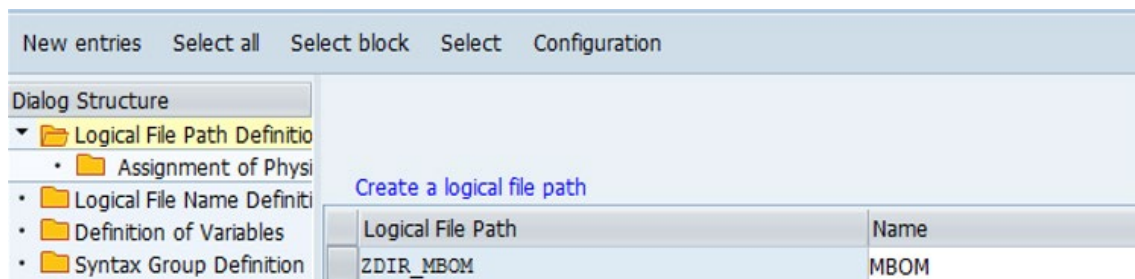 New entries Select all Select block Select Configuration
Dialog Structure
Logical File Path Definitio
Assignment of Physi
Logical File Name Definiti
Definition of Variables
Syntax Group Definition
Create a logical file path
Logical File Path Name
ZDIR_MBOM MBOM